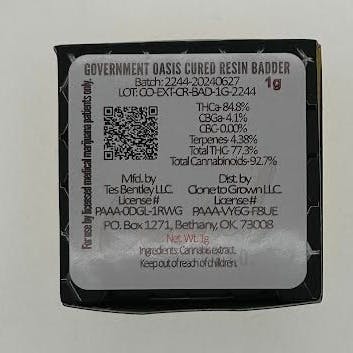 GOVERNMENT OASIS CURED RESIN BADDER
Batch: 2244-20240627
1g
LOT: CO-EXT-CR-BAD-1G-2244
For use by licensed medical marijuana patients only.
THCa- 84.8%
CBGa- 4.1%
CBC- 0.00%
Terpenes- 4.38%
Total THC- 77.3%
Total Cannabinoids- 92.7%
Mfd. by
Tes Bentley LLC.
License#
PAAA-0DGL-1RWG
Dist. by
Clone to Grown LLC.
License#
PAAA-VY6G-F8UE
P.O. Box 1271, Bethany, OK. 73008
Net Wt. 1g
Ingredients: Cannabis extract.
Keep out of reach of children.